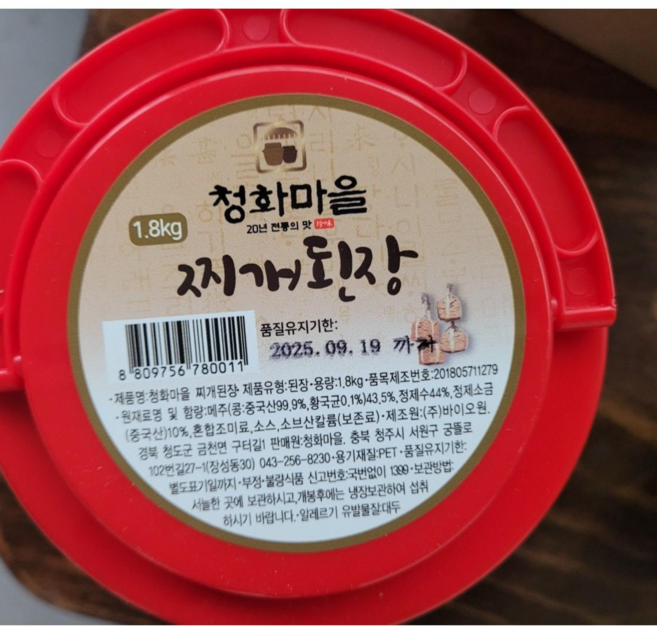 청화마을
20년 전통의 맛
1.8kg
찌개된장
품질유지기한:
2025.09.19 까지
8 809756 780011
·제품명:청화마을 찌개된장·제품유형:된장·용량:1.8kg·품목제조번호:201805711279
·원재료명 및 함량:메주(콩:중국산99.9%,황국균0.1%)43.5%,정제수44%,정제소금
(중국산)10%,혼합조미료,소스,소브산칼륨(보존료)·제조원:(주)바이오원.
경북 청도군 금천면 구터길1 판매원:청화마을. 충북 청주시 서원구 궁뜰로
102번길27-1(장성동30) 043-256-8230·용기재질:PET·품질유지기한:
별도표기일까지·부정·불량식품 신고번호:국번없이 1399·보관방법:
서늘한 곳에 보관하시고,개봉후에는 냉장보관하여 섭취
하시기 바랍니다.·알레르기 유발물질:대두